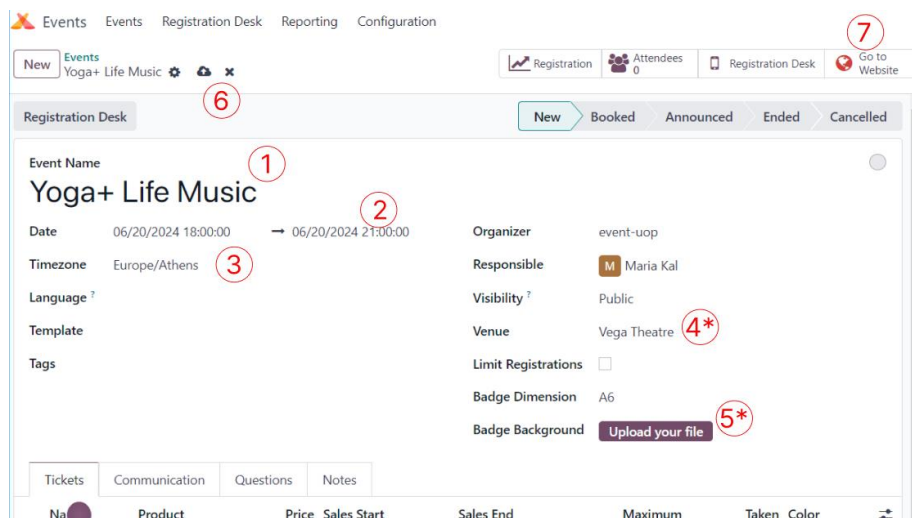 Events Events Registration Desk Reporting Configuration
7
New Events Registration Attendees Registration Desk Go to
Yoga+ Life Music 0 Website
6
Registration Desk New Booked Announced Ended Cancelled
Event Name 1
Yoga+ Life Music
2
Date 06/20/2024 18:00:00 → 06/20/2024 21:00:00 Organizer event-uop
Timezone Europe/Athens 3 Responsible M Maria Kal
Language ? Visibility ? Public
Template Venue Vega Theatre 4*
Tags Limit Registrations
Badge Dimension A6
5*
Badge Background Upload your file
Tickets Communication Questions Notes
Product Price Sales Start Sales End Maximum Taken Color